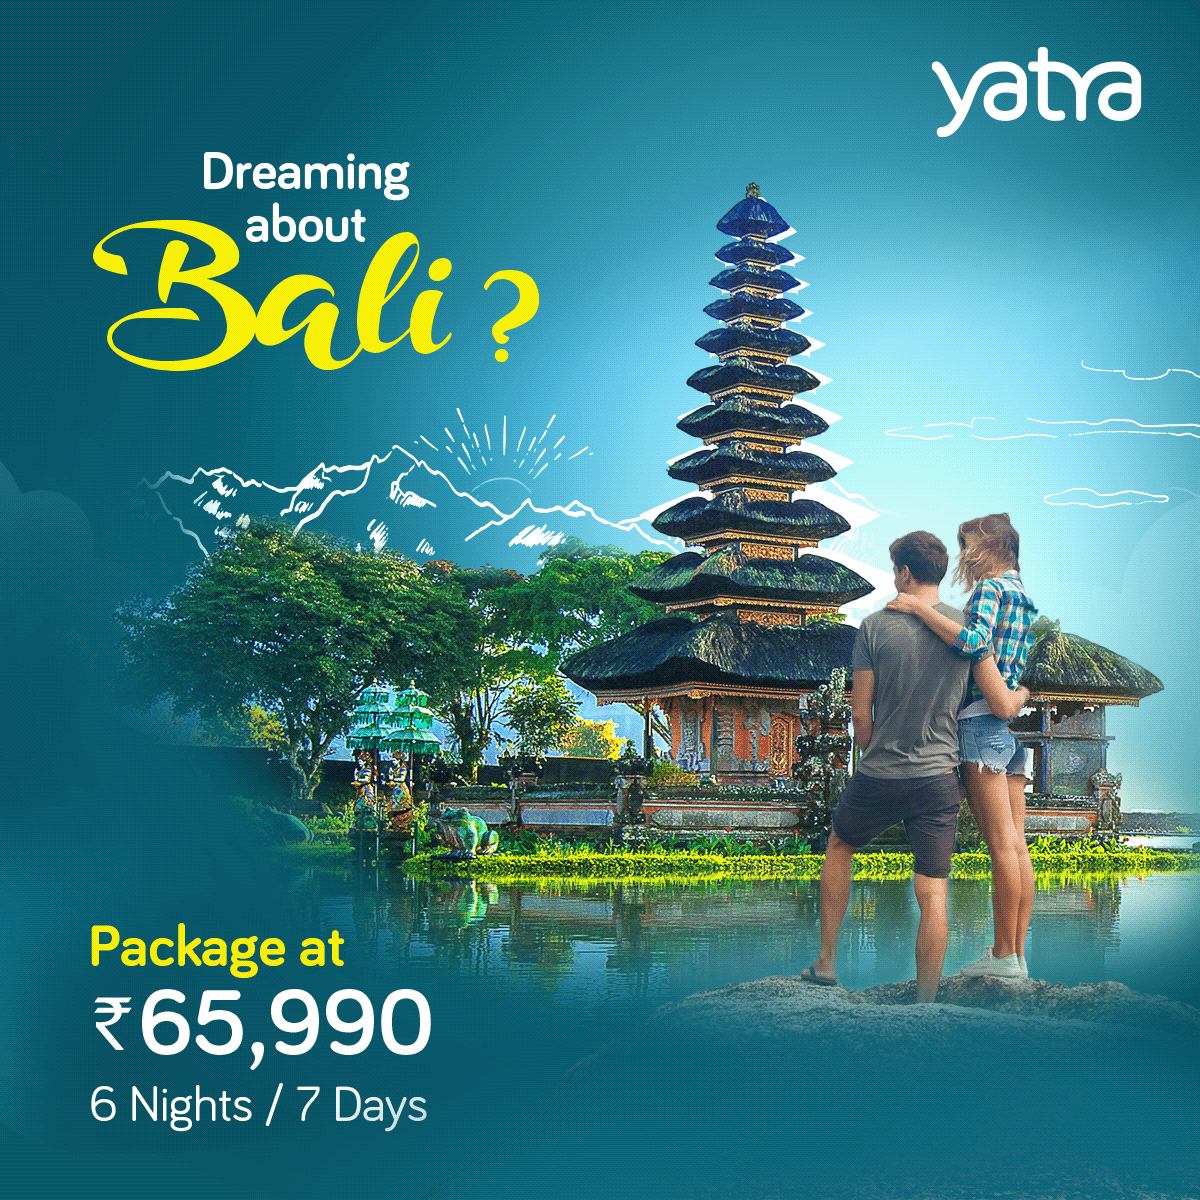 yatra
Dreaming
about
Bali ?
Package at
₹65,990
6 Nights / 7 Days